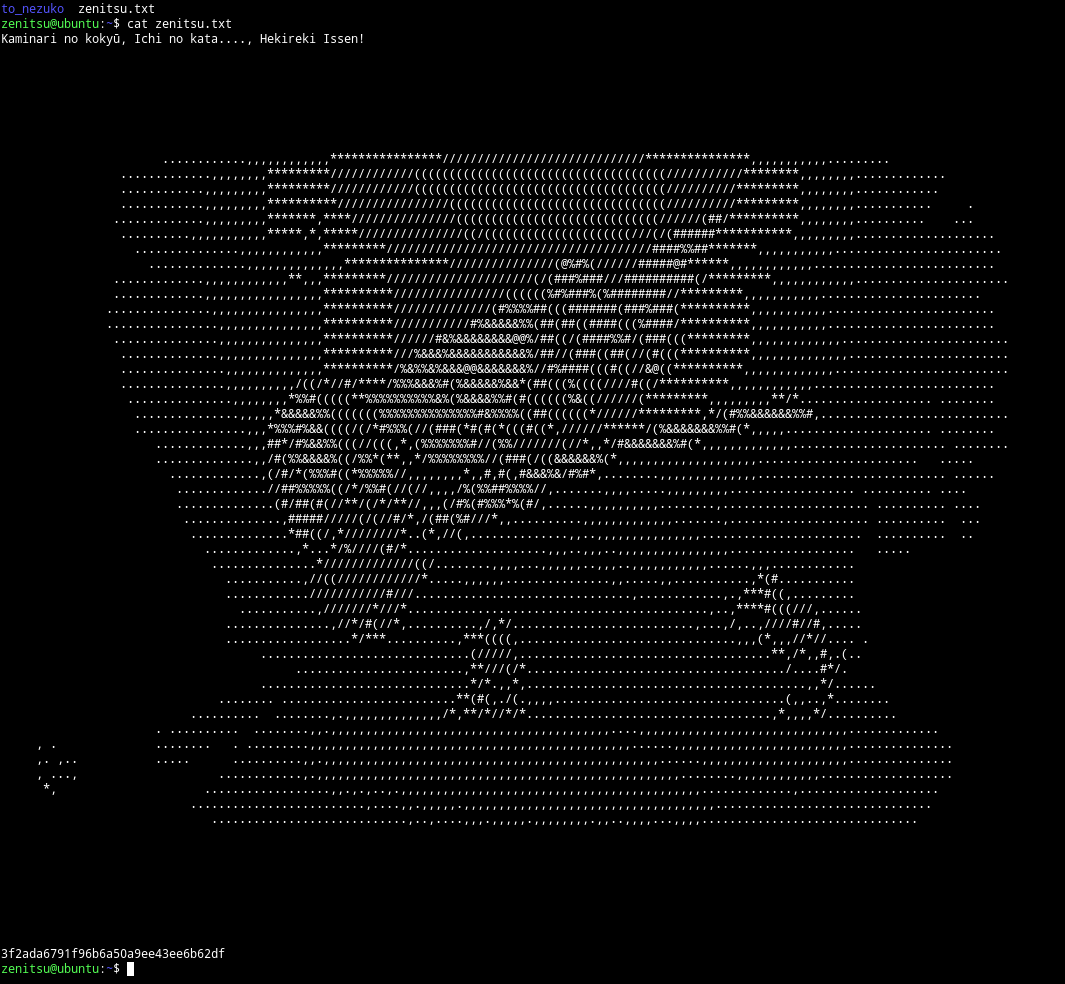 to_nezuko  zenitsu.txt
zenitsu@ubuntu:~$ cat zenitsu.txt
Kaminari no kokyū, Ichi no kata...., Hekireki Issen!
3f2ada6791f96b6a50a9ee43ee6b62df
zenitsu@ubuntu:~$